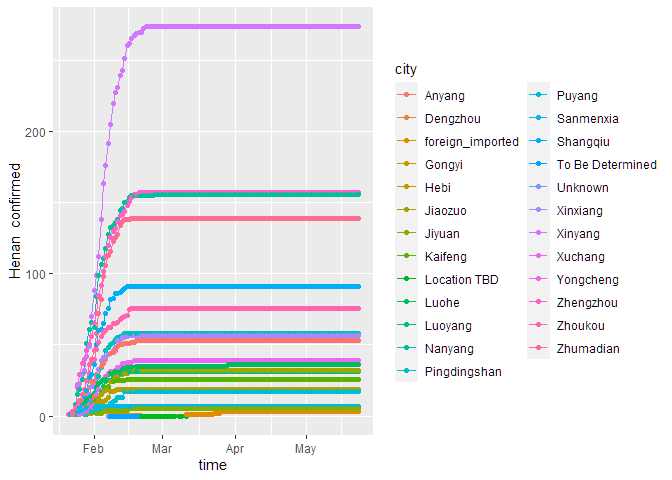 Henan confirmed
200
100
0
Feb
Mar
Apr
May
time
city
Anyang
Dengzhou
foreign_imported
Gongyi
Hebi
Jiaozuo
Jiyuan
Kaifeng
Location TBD
Luohe
Luoyang
Nanyang
Pingdingshan
Puyang
Sanmenxia
Shangqiu
To Be Determined
Unknown
Xinxiang
Xinyang
Xuchang
Yongcheng
Zhengzhou
Zhoukou
Zhumadian